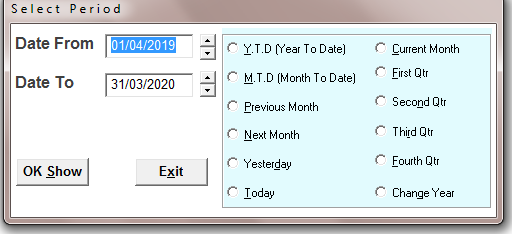 Select Period
Date From 01/04/2019
Date To 31/03/2020
OK Show Exit
Y.T.D (Year To Date) Current Month
M.T.D (Month To Date) First Qtr
Previous Month Second Qtr
Next Month Third Qtr
Yesterday Fourth Qtr
Today Change Year